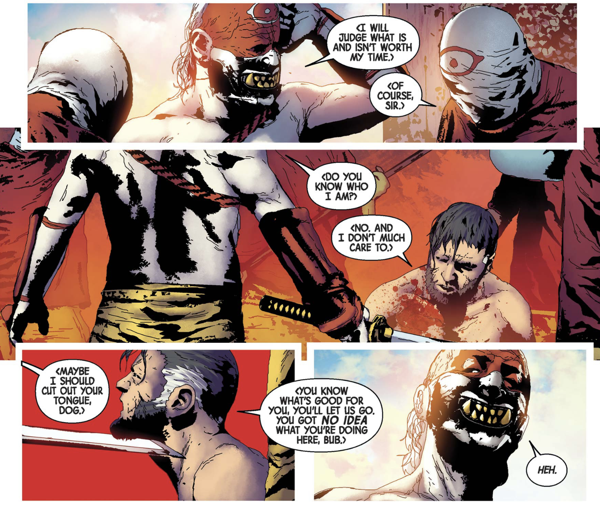 <I WILL
JUDGE WHAT IS
AND ISN'T WORTH
MY TIME.>
<OF
COURSE,
SIR.>
<DO YOU
KNOW WHO
I AM?>
<NO. AND
I DON'T MUCH
CARE TO.>
<MAYBE
I SHOULD
CUT OUT YOUR
TONGUE,
DOG.>
<YOU KNOW
WHAT'S GOOD FOR
YOU, YOU'LL LET US GO.
YOU GOT NO IDEA
WHAT YOU'RE DOING
HERE, BUB.>
HEH.